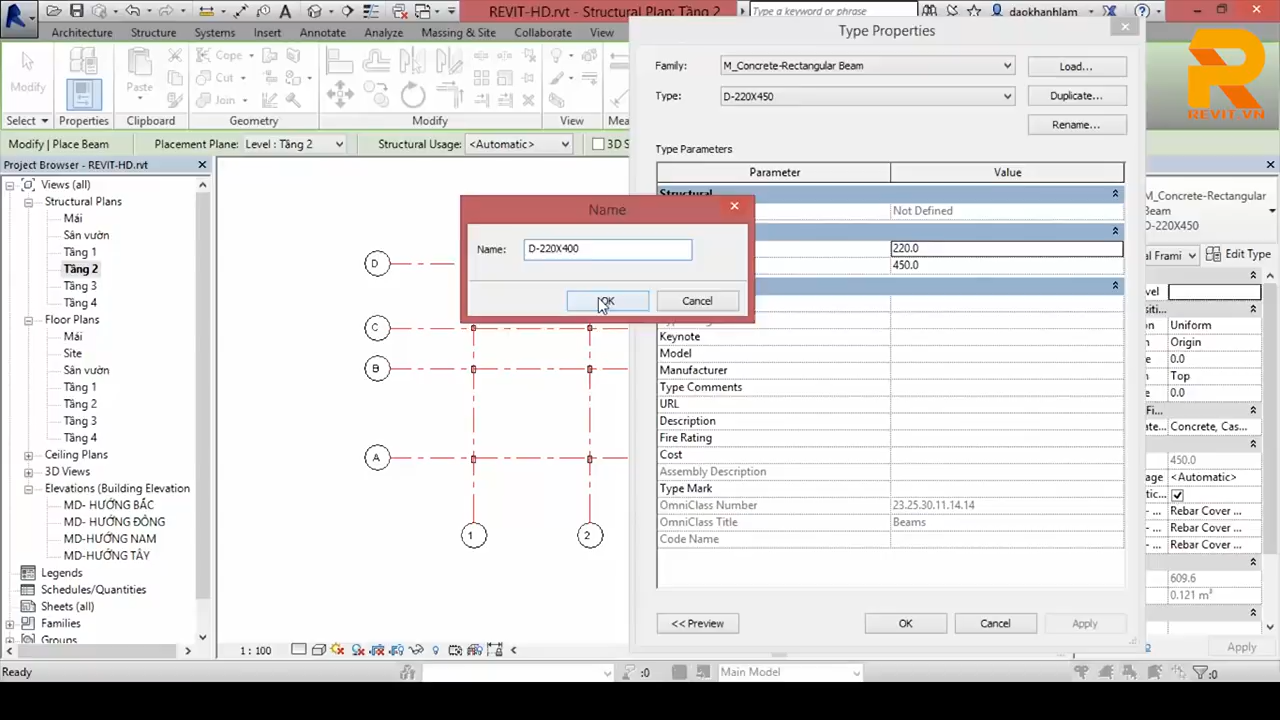 REVIT-HD.rvt - Structural Plan: Tầng 2
Type a keyword or phrase
daokhanhlam
Architecture Structure Systems Insert Annotate Analyze Massing & Site Collaborate View
Modify
Cope
Cut
Join
Paste
Select Properties Clipboard Geometry Modify View
Modify | Place Beam
Placement Plane: Level : Tầng 2
Structural Usage: <Automatic>
3D S
Project Browser - REVIT-HD.rvt
Views (all)
Structural Plans
Mái
Sân vườn
Tầng 1
Tầng 2
Tầng 3
Tầng 4
Floor Plans
Mái
Site
Sân vườn
Tầng 1
Tầng 2
Tầng 3
Tầng 4
Ceiling Plans
3D Views
Elevations (Building Elevation
MD- HƯỚNG BẮC
MD- HƯỚNG ĐÔNG
MD-HƯỚNG NAM
MD-HƯỚNG TÂY
Legends
Schedules/Quantities
Sheets (all)
Families
Groups
D
C
B
A
1
2
1 : 100
Name
Name: D-220X400
OK Cancel
Type Properties
Family: M_Concrete-Rectangular Beam Load...
Type: D-220X450 Duplicate...
Rename...
Type Parameters
Parameter Value
Structural
Not Defined
220.0
450.0
Keynote
Model
Manufacturer
Type Comments
URL
Description
Fire Rating
Cost
Assembly Description
Type Mark
OmniClass Number 23.25.30.11.14.14
OmniClass Title Beams
Code Name
<< Preview OK Cancel Apply
REVIT.VN
M_Concrete-Rectangular
Beam
D-220X450
al Frami Edit Type
Uniform
Origin
0.0
Top
0.0
Concrete, Cas...
450.0
<Automatic>
Rebar Cover ...
Rebar Cover ...
Rebar Cover ...
609.6
0.121 m³
Apply
Ready
:0
Main Model
:0